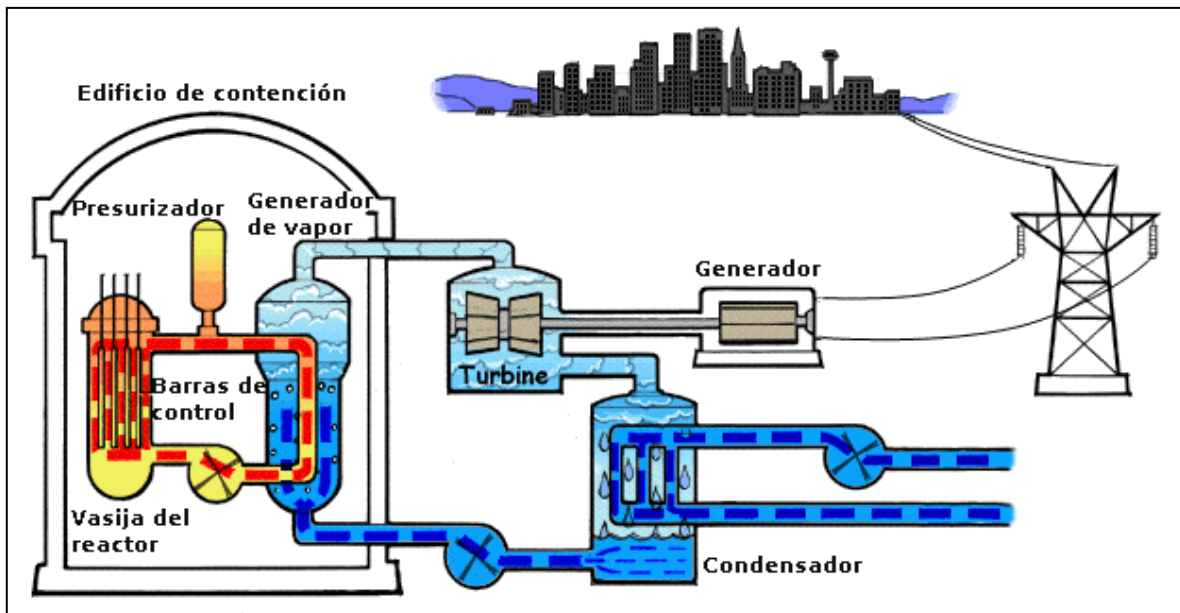 Edificio de contención
Presurizador
Generador
de vapor
Generador
Turbine
Barras de
control
Vasija del
reactor
Condensador